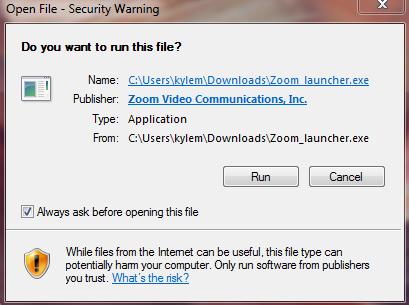 Open File - Security Warning
Do you want to run this file?
Name: C:\Users\kylem\Downloads\Zoom_launcher.exe
Publisher: Zoom Video Communications, Inc.
Type: Application
From: C:\Users\kylem\Downloads\Zoom_launcher.exe
Run Cancel
Always ask before opening this file
While files from the Internet can be useful, this file type can
potentially harm your computer. Only run software from publishers
you trust. What's the risk?